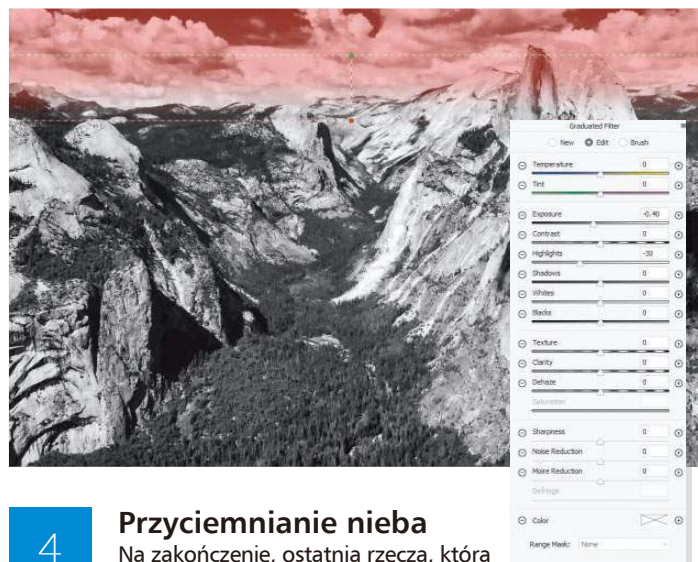 Graduated Filter
New Edit Brush
Temperature 0
Tint 0
Exposure -0.40
Contrast 0
Highlights -30
Shadows 0
Whites 0
Blacks 0
Texture 0
Clarity 0
Dehaze 0
Saturation
Sharpness 0
Noise Reduction 0
Moire Reduction 0
Defringe
Color
Range Mask: None
4
Przyciemnianie nieba
Na zakończenie, ostatnia rzecza, która